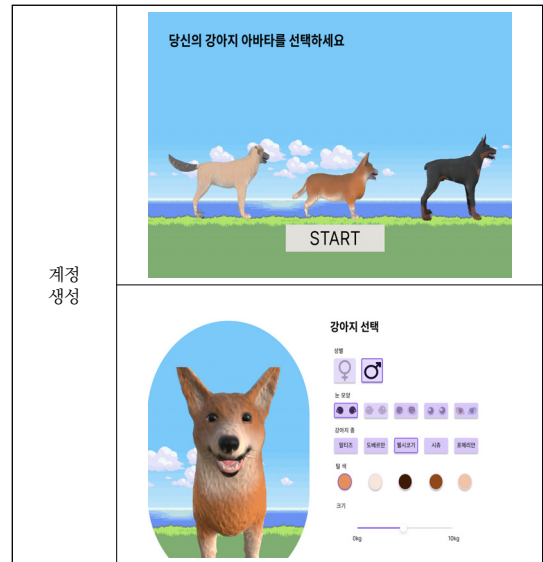 계정
생성
당신의 강아지 아바타를 선택하세요
START
강아지 선택
성별
눈 모양
강아지 종
말티즈 도베르만 웰시코기 시츄 포메리안
털 색
크기
0kg 10kg